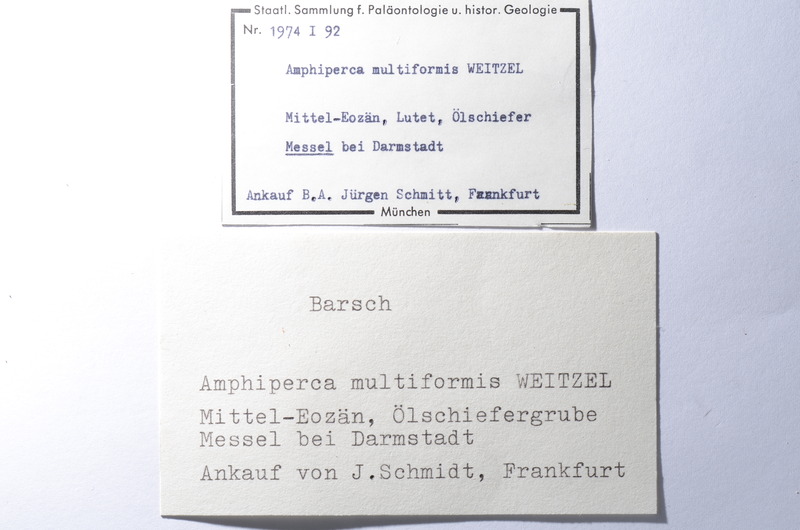 Staatl. Sammlung f. Paläontologie u. histor. Geologie
Nr. 1974 I 92
Amphiperca multiformis WEITZEL
Mittel-Eozän, Lutet, Ölschiefer
Messel bei Darmstadt
Ankauf B.A. Jürgen Schmitt, Frankfurt
München
Barsch
Amphiperca multiformis WEITZEL
Mittel-Eozän, Ölschiefergrube
Messel bei Darmstadt
Ankauf von J.Schmidt, Frankfurt